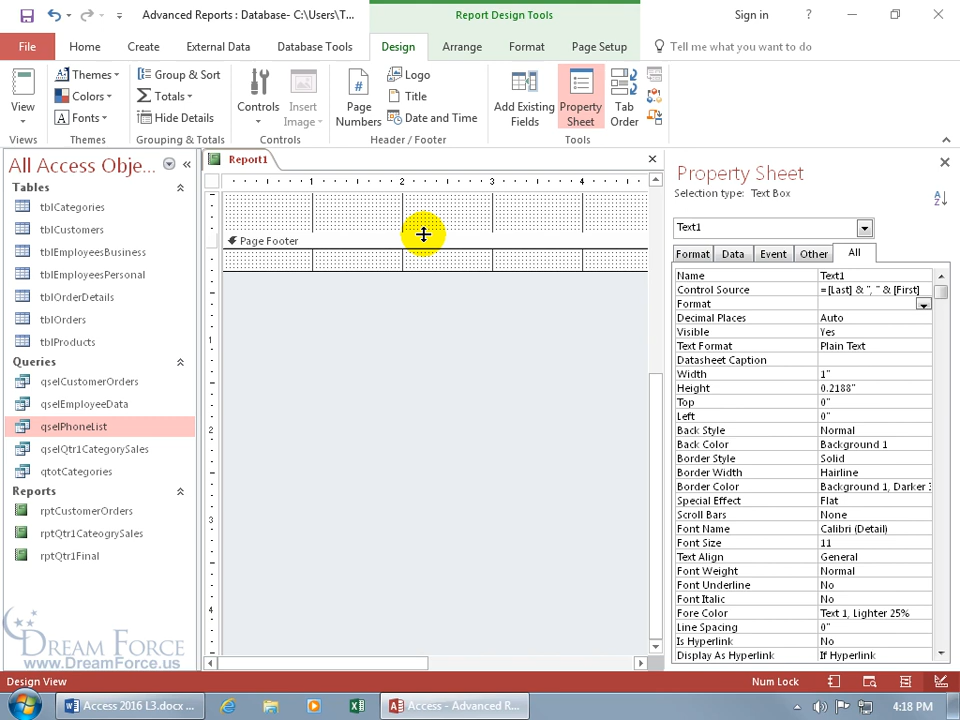 Advanced Reports : Database- C:\Users\T...
Report Design Tools
Sign in
?
File
Home
Create
External Data
Database Tools
Design
Arrange
Format
Page Setup
Tell me what you want to do
View
Themes
Colors
Fonts
Group & Sort
Totals
Hide Details
Controls
Insert Image
Page Numbers
Logo
Title
Date and Time
Add Existing Fields
Property Sheet
Tab Order
Views
Themes
Grouping & Totals
Controls
Header / Footer
Tools
All Access Obje...
Tables
tblCategories
tblCustomers
tblEmployeesBusiness
tblEmployeesPersonal
tblOrderDetails
tblOrders
tblProducts
Queries
qselCustomerOrders
qselEmployeeData
qselPhoneList
qselQtr1CategorySales
qtotCategories
Reports
rptCustomerOrders
rptQtr1CateogrySales
rptQtr1Final
Dream Force
www.DreamForce.us
Report1
1 2 3 4
Page Footer
1
2
3
4
Property Sheet
Selection type: Text Box
Text1
Format Data Event Other All
Name Text1
Control Source =[Last] & ", " & [First]
Format
Decimal Places Auto
Visible Yes
Text Format Plain Text
Datasheet Caption
Width 1"
Height 0.2188"
Top 0"
Left 0"
Back Style Normal
Back Color Background 1
Border Style Solid
Border Width Hairline
Border Color Background 1, Darker 3
Special Effect Flat
Scroll Bars None
Font Name Calibri (Detail)
Font Size 11
Text Align General
Font Weight Normal
Font Underline No
Font Italic No
Fore Color Text 1, Lighter 25%
Line Spacing 0"
Is Hyperlink No
Display As Hyperlink If Hyperlink
Design View
Num Lock
Access 2016 L3.docx ...
Access - Advanced R...
4:18 PM